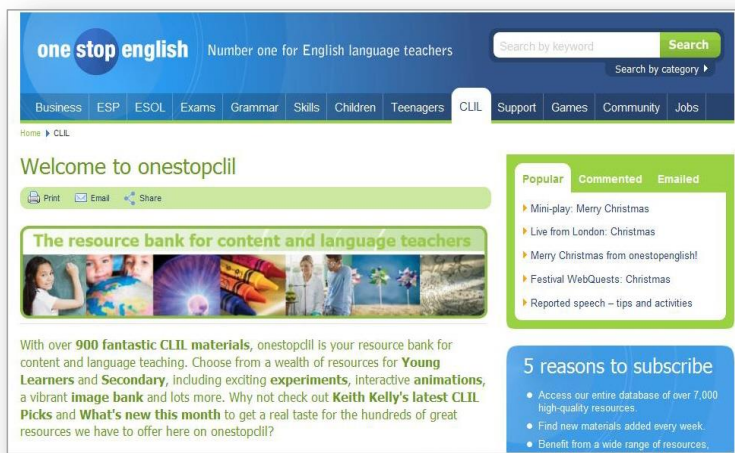 one stop english
Number one for English language teachers
Search by keyword
Search
Search by category
Business ESP ESOL Exams Grammar Skills Children Teenagers CLIL Support Games Community Jobs
Home CLIL
Welcome to onestopclil
Print Email Share
The resource bank for content and language teachers
With over 900 fantastic CLIL materials, onestopclil is your resource bank for
content and language teaching. Choose from a wealth of resources for Young
Learners and Secondary, including exciting experiments, interactive animations,
a vibrant image bank and lots more. Why not check out Keith Kelly's latest CLIL
Picks and What's new this month to get a real taste for the hundreds of great
resources we have to offer here on onestopclil?
Popular Commented Emailed
Mini-play: Merry Christmas
Live from London: Christmas
Merry Christmas from onestopenglish!
Festival WebQuests: Christmas
Reported speech – tips and activities
5 reasons to subscribe
Access our entire database of over 7,000
high-quality resources.
Find new materials added every week.
Benefit from a wide range of resources,